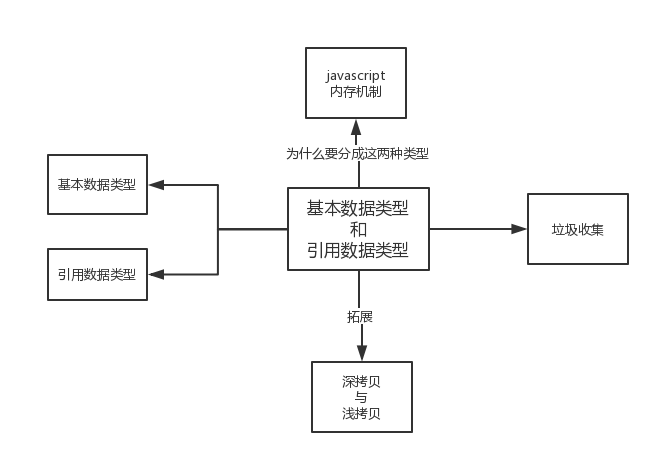 javascript
内存机制
为什么要分成这两种类型
基本数据类型
基本数据类型
和
引用数据类型
垃圾收集
引用数据类型
拓展
深拷贝
与
浅拷贝